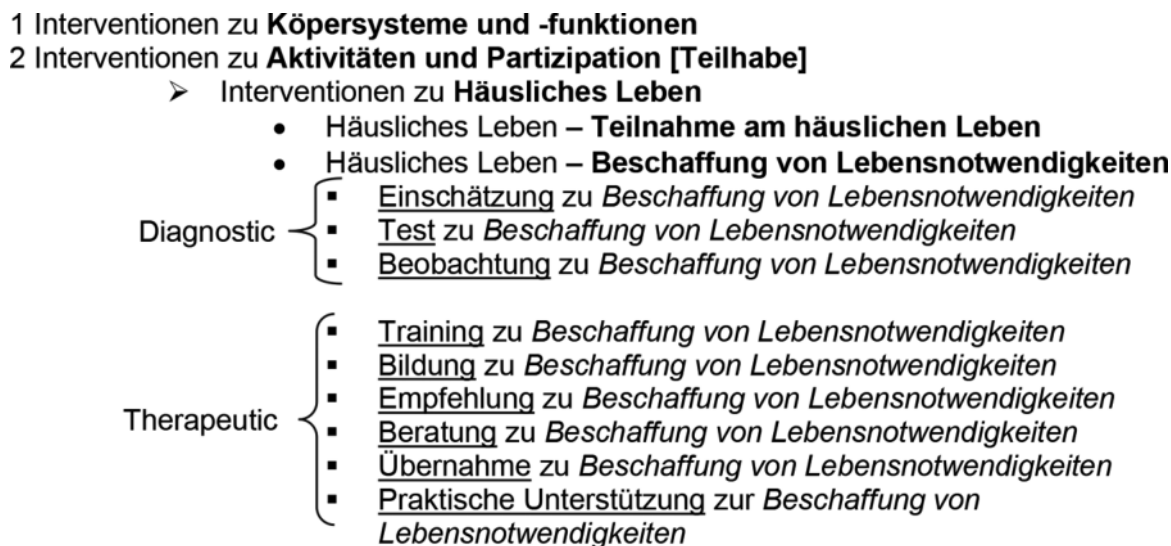 1 Interventionen zu Köpersysteme und -funktionen
2 Interventionen zu Aktivitäten und Partizipation [Teilhabe]
➢ Interventionen zu Häusliches Leben
• Häusliches Leben – Teilnahme am häuslichen Leben
• Häusliches Leben – Beschaffung von Lebensnotwendigkeiten
Diagnostic
▪ Einschätzung zu Beschaffung von Lebensnotwendigkeiten
▪ Test zu Beschaffung von Lebensnotwendigkeiten
▪ Beobachtung zu Beschaffung von Lebensnotwendigkeiten
Therapeutic
▪ Training zu Beschaffung von Lebensnotwendigkeiten
▪ Bildung zu Beschaffung von Lebensnotwendigkeiten
▪ Empfehlung zu Beschaffung von Lebensnotwendigkeiten
▪ Beratung zu Beschaffung von Lebensnotwendigkeiten
▪ Übernahme zu Beschaffung von Lebensnotwendigkeiten
▪ Praktische Unterstützung zur Beschaffung von
Lebensnotwendigkeiten